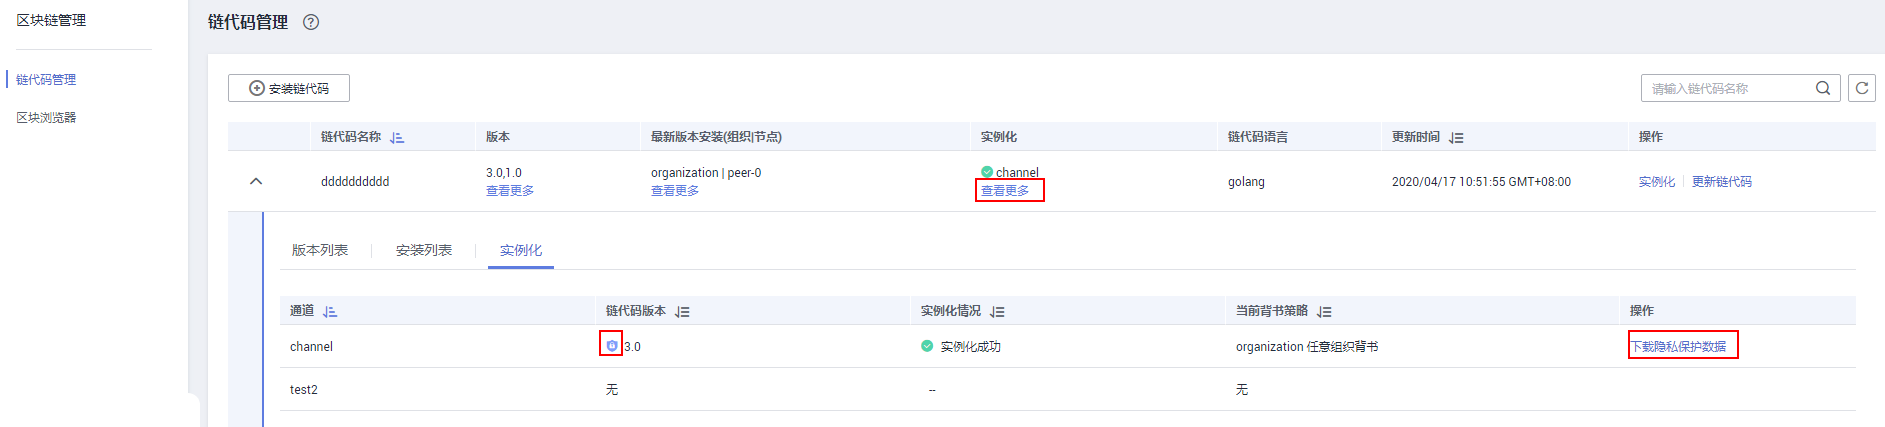 区块链管理
链代码管理
区块浏览器
链代码管理 ?
安装链代码
请输入链代码名称
链代码名称 版本 最新版本安装(组织|节点) 实例化 链代码语言 更新时间 操作
dddddddddd 3.0,1.0 organization | peer-0 channel golang 2020/04/17 10:51:55 GMT+08:00 实例化 更新链代码
查看更多 查看更多 查看更多
版本列表 安装列表 实例化
通道 链代码版本 实例化情况 当前背书策略 操作
channel 3.0 实例化成功 organization 任意组织背书 下载隐私保护数据
test2 无 -- 无